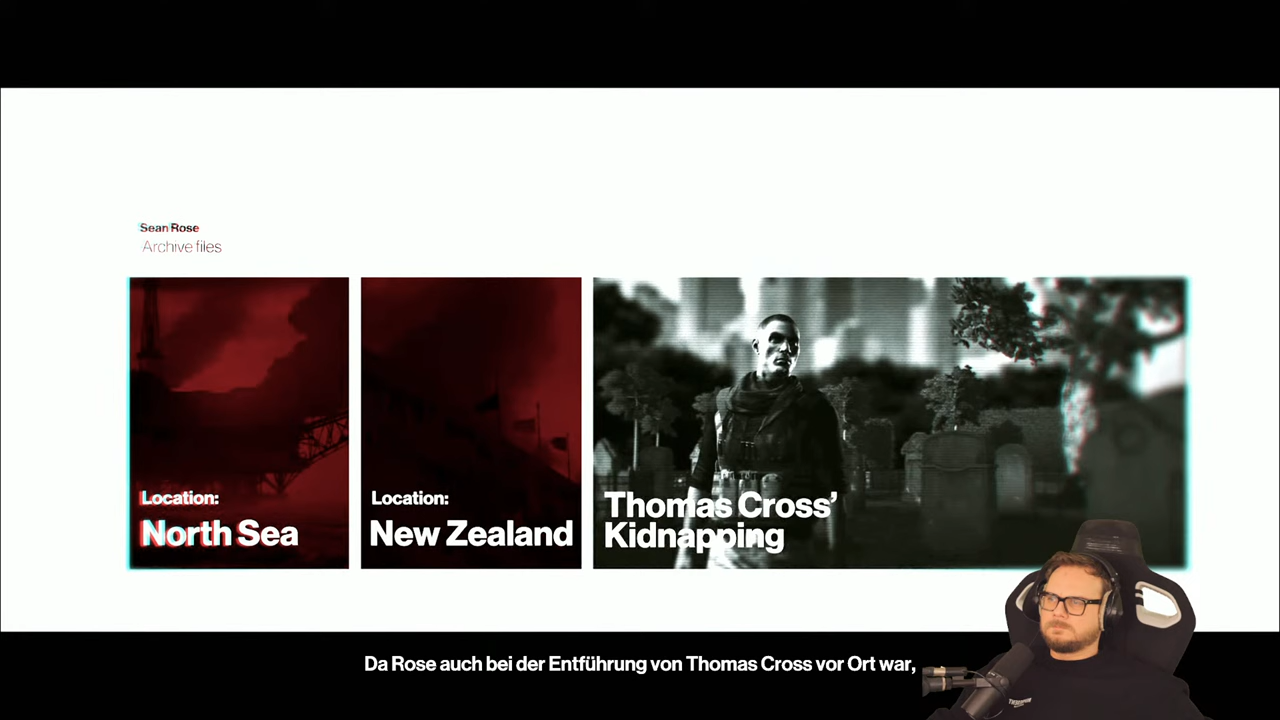 Sean Rose
Archive files
Location:
North Sea
Location:
New Zealand
Thomas Cross'
Kidnapping
Da Rose auch bei der Entführung von Thomas Cross vor Ort war,